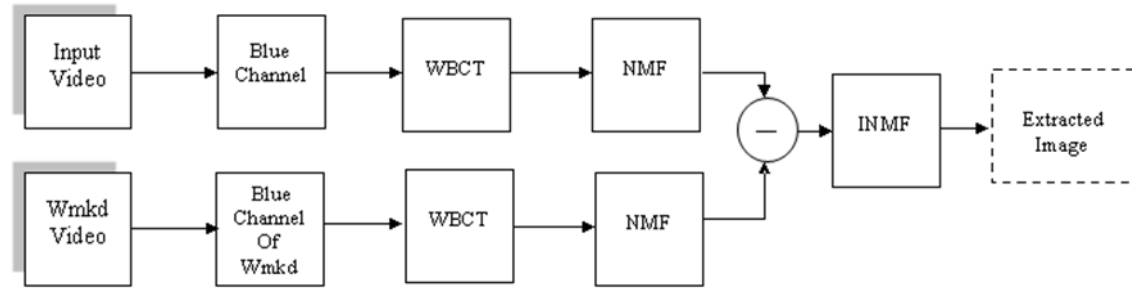 Input
Video
Blue
Channel
WBCT
NMF
INMF
Extracted
Image
Wmkd
Video
Blue
Channel
Of
Wmkd
WBCT
NMF